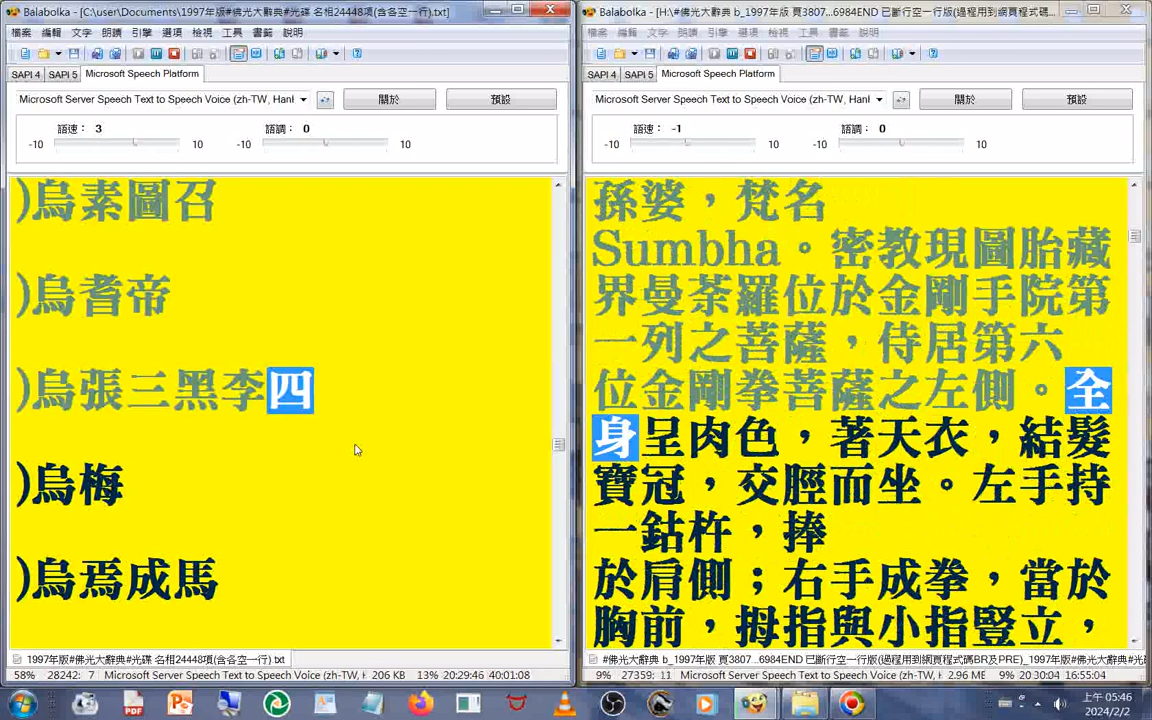 Balabolka - [C:\user\Documents\1997年版#佛光大辭典#光碟 名相24448項(含各空一行).txt]
檔案 編輯 文字 朗讀 引擎 選項 檢視 工具 書籤 說明
SAPI 4 SAPI 5 Microsoft Speech Platform
Microsoft Server Speech Text to Speech Voice (zh-TW, Hanl
關於 預設
語速： 3 語調： 0
-10 10 -10 10
)烏素圖召
)烏耆帝
)烏張三黑李四
)烏梅
)烏焉成馬
1997年版#佛光大辭典#光碟 名相24448項(含各空一行).txt
58% 28242: 7 Microsoft Server Speech Text to Speech Voice (zh-TW, H 206 KB 13% 20:29:46 40:01:08
Balabolka - [H:\#佛光大辭典 b_1997年版 頁3807...6984END 已斷行空一行版(過程用到網頁程式碼...
檔案 編輯 文字 朗讀 引擎 選項 檢視 工具 書籤 說明
SAPI 4 SAPI 5 Microsoft Speech Platform
Microsoft Server Speech Text to Speech Voice (zh-TW, Hanl
關於 預設
語速： -1 語調： 0
-10 10 -10 10
孫婆，梵名
Sumbha。密教現圖胎藏
界曼荼羅位於金剛手院第
一列之菩薩，侍居第六
位金剛拳菩薩之左側。全
身呈肉色，著天衣，結髮
寶冠，交脛而坐。左手持
一鈷杵，捧
於肩側；右手成拳，當於
胸前，拇指與小指豎立，
#佛光大辭典 b_1997年版 頁3807...6984END 已斷行空一行版(過程用到網頁程式碼BR及PRE)_1997年版#光
9% 27359: 11 Microsoft Server Speech Text to Speech Voice (zh-TW, H 2.96 ME 9% 20:30:04 16:55:04
上午 05:46
2024/2/2